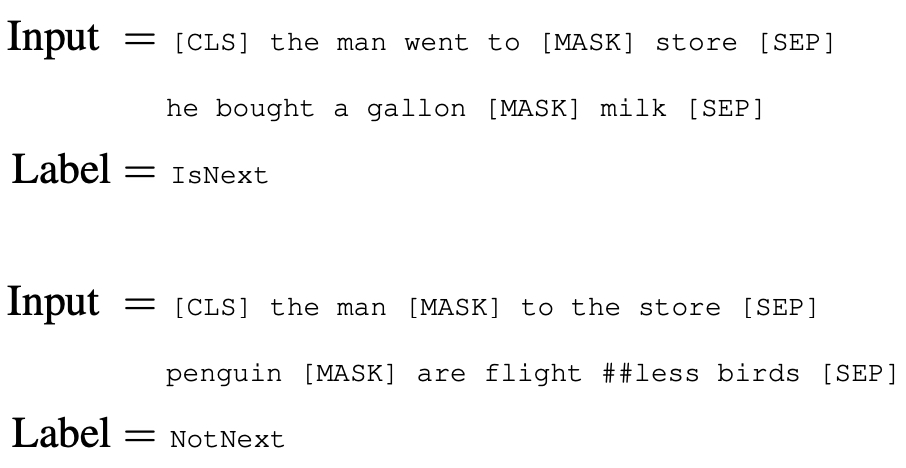 Input = [CLS] the man went to [MASK] store [SEP]
he bought a gallon [MASK] milk [SEP]
Label = IsNext
Input = [CLS] the man [MASK] to the store [SEP]
penguin [MASK] are flight ##less birds [SEP]
Label = NotNext